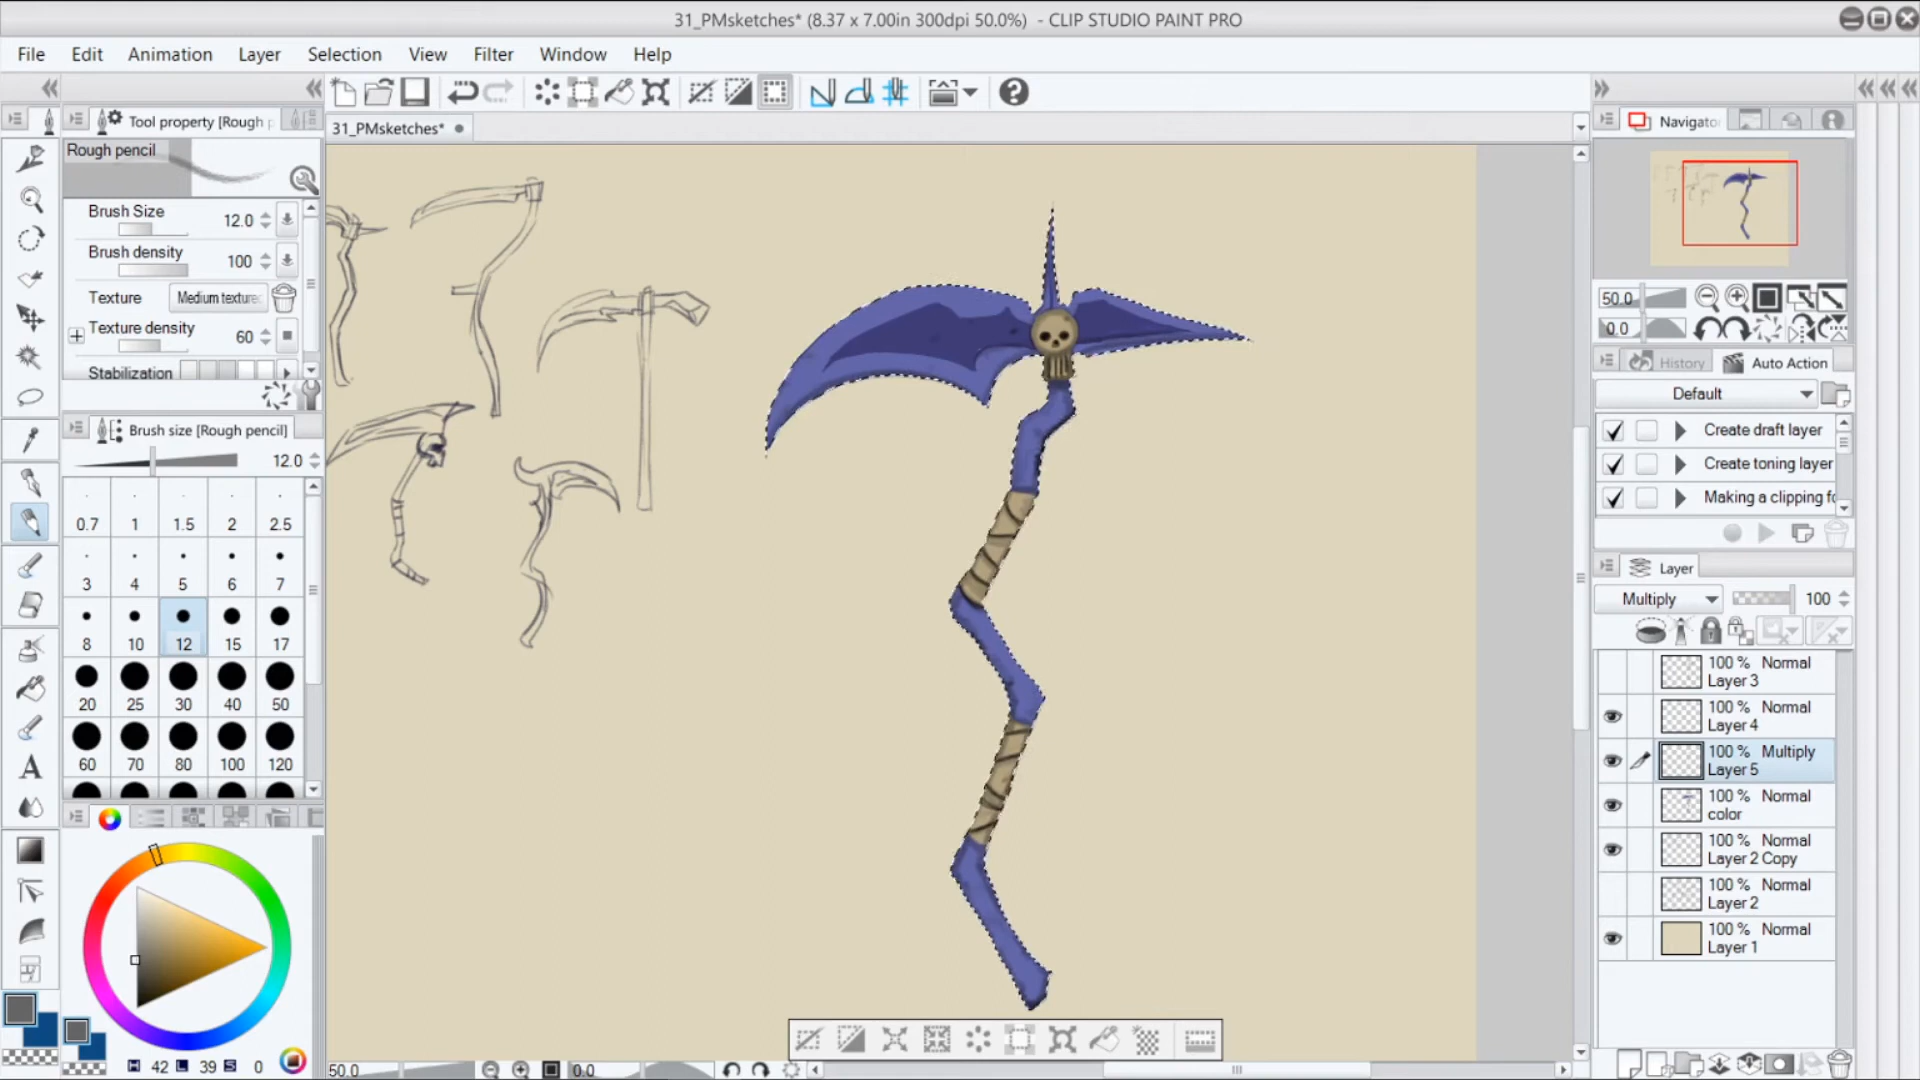 31_PMsketches* (8.37 x 7.00in 300dpi 50.0%) - CLIP STUDIO PAINT PRO
File Edit Animation Layer Selection View Filter Window Help
Tool property [Rough p
31_PMsketches*
Navigato
Rough pencil
Brush Size 12.0
Brush density 100
Texture Medium texture
Texture density 60
Stabilization
50.0
0.0
History Auto Action
Default
Create draft layer
Create toning layer
Making a clipping fo
Brush size [Rough pencil]
12.0
0.7 1 1.5 2 2.5
3 4 5 6 7
8 10 12 15 17
20 25 30 40 50
60 70 80 100 120
Layer
Multiply 100
100 % Normal
Layer 3
100 % Normal
Layer 4
100 % Multiply
Layer 5
100 % Normal
color
100 % Normal
Layer 2 Copy
100 % Normal
Layer 2
100 % Normal
Layer 1
H 42 L 39 S 0
50.0 0.0